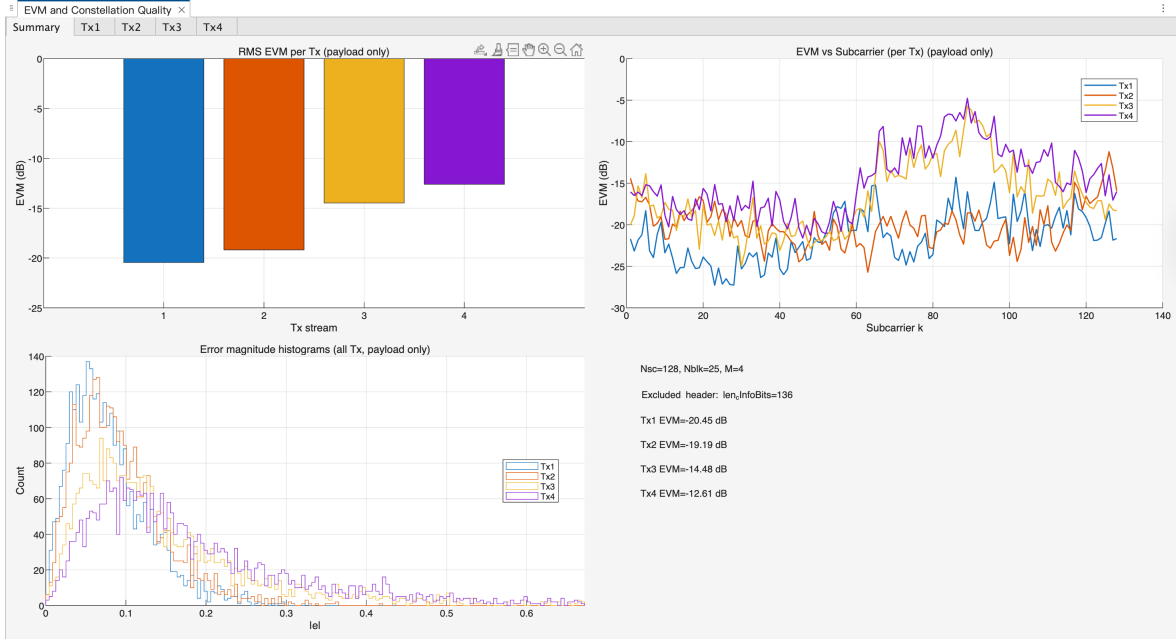 EVM and Constellation Quality ×
Summary Tx1 Tx2 Tx3 Tx4
RMS EVM per Tx (payload only)
0
-5
-10
-15
-20
-25
EVM (dB)
1 2 3 4
Tx stream
EVM vs Subcarrier (per Tx) (payload only)
0
-5
-10
-15
-20
-25
-30
EVM (dB)
Tx1
Tx2
Tx3
Tx4
0 20 40 60 80 100 120 140
Subcarrier k
Error magnitude histograms (all Tx, payload only)
140
120
100
80
60
40
20
0
Count
Tx1
Tx2
Tx3
Tx4
0 0.1 0.2 0.3 0.4 0.5 0.6
|e|
Nsc=128, Nblk=25, M=4
Excluded header: len_cInfoBits=136
Tx1 EVM=-20.45 dB
Tx2 EVM=-19.19 dB
Tx3 EVM=-14.48 dB
Tx4 EVM=-12.61 dB